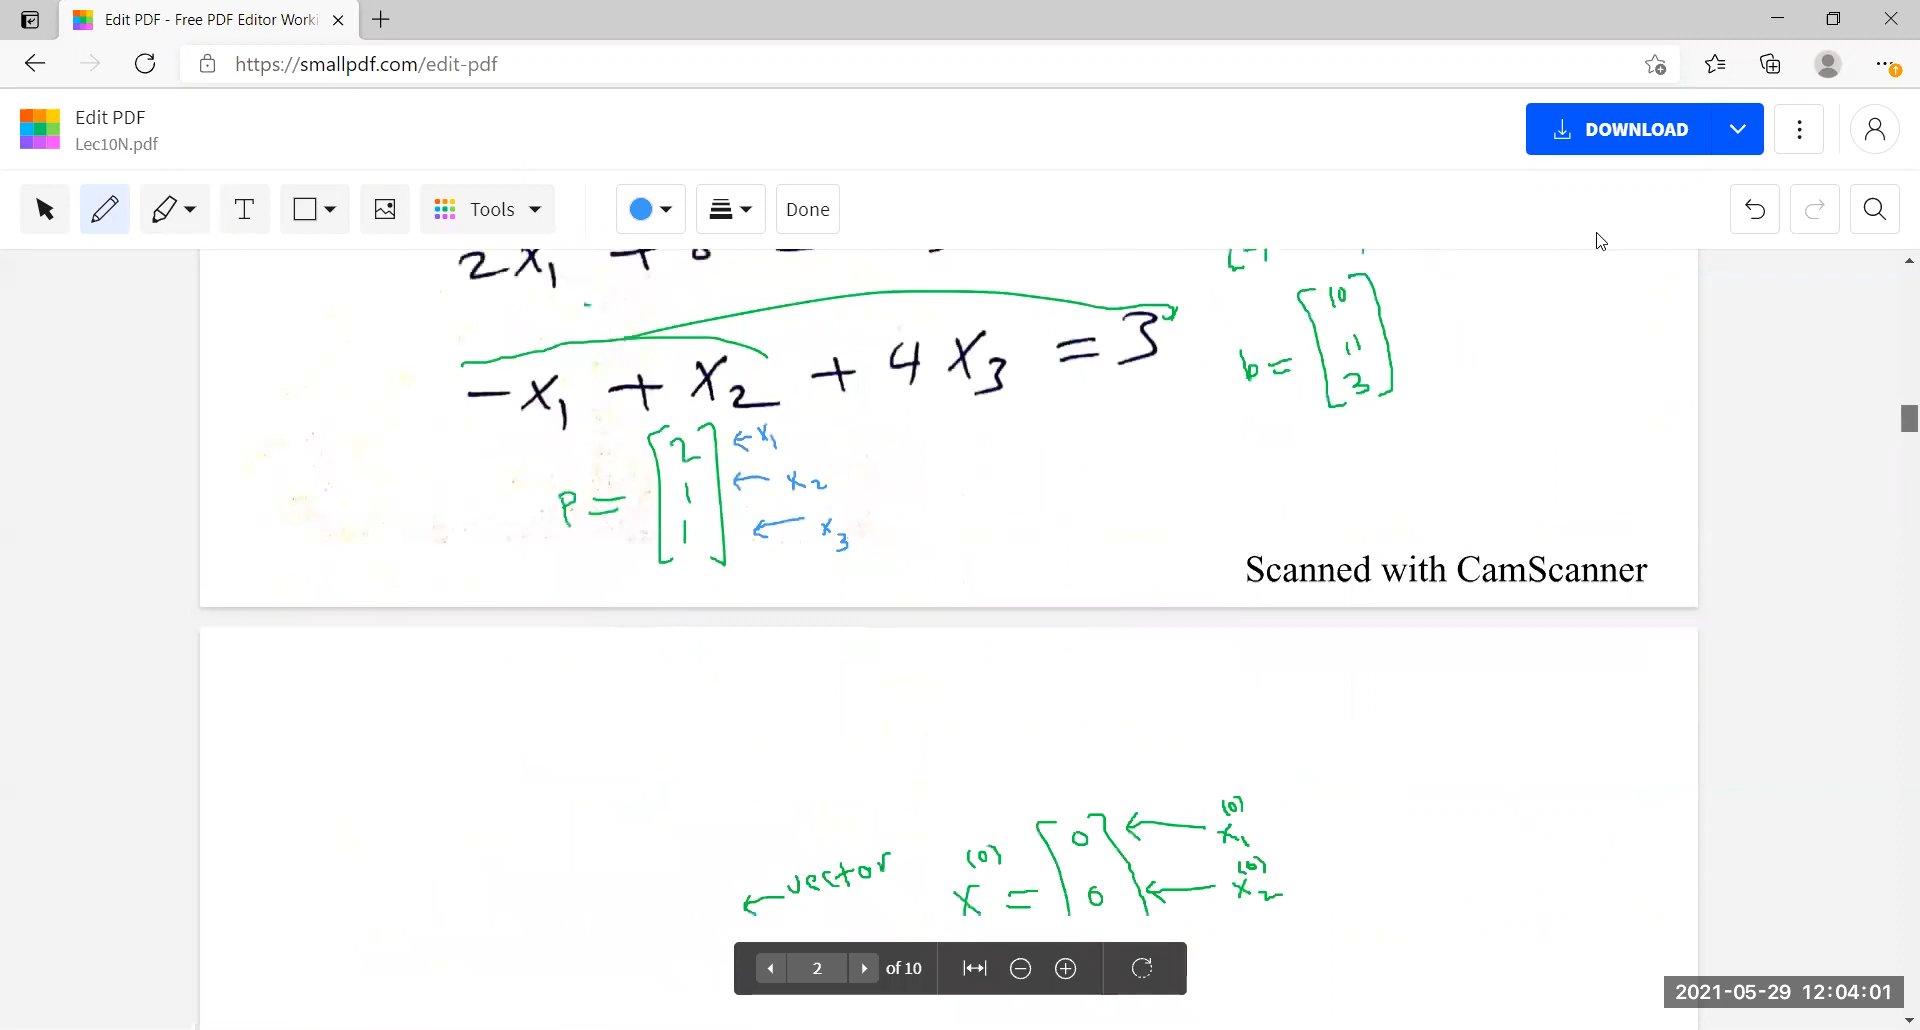 Edit PDF - Free PDF Editor Worki
https://smallpdf.com/edit-pdf
Edit PDF
Lec10N.pdf
DOWNLOAD
T
Tools
Done
2x₁ +
-x₁ + x₂ + 4x₃ = 3
b = [10
11
3]
P = [2 ← x₁
1 ← x₂
1] ← x₃
Scanned with CamScanner
← vector
x⁽⁰⁾ = [0 ← x₁⁽⁰⁾
0 ← x₂⁽⁰⁾
2 of 10
2021-05-29 12:04:01